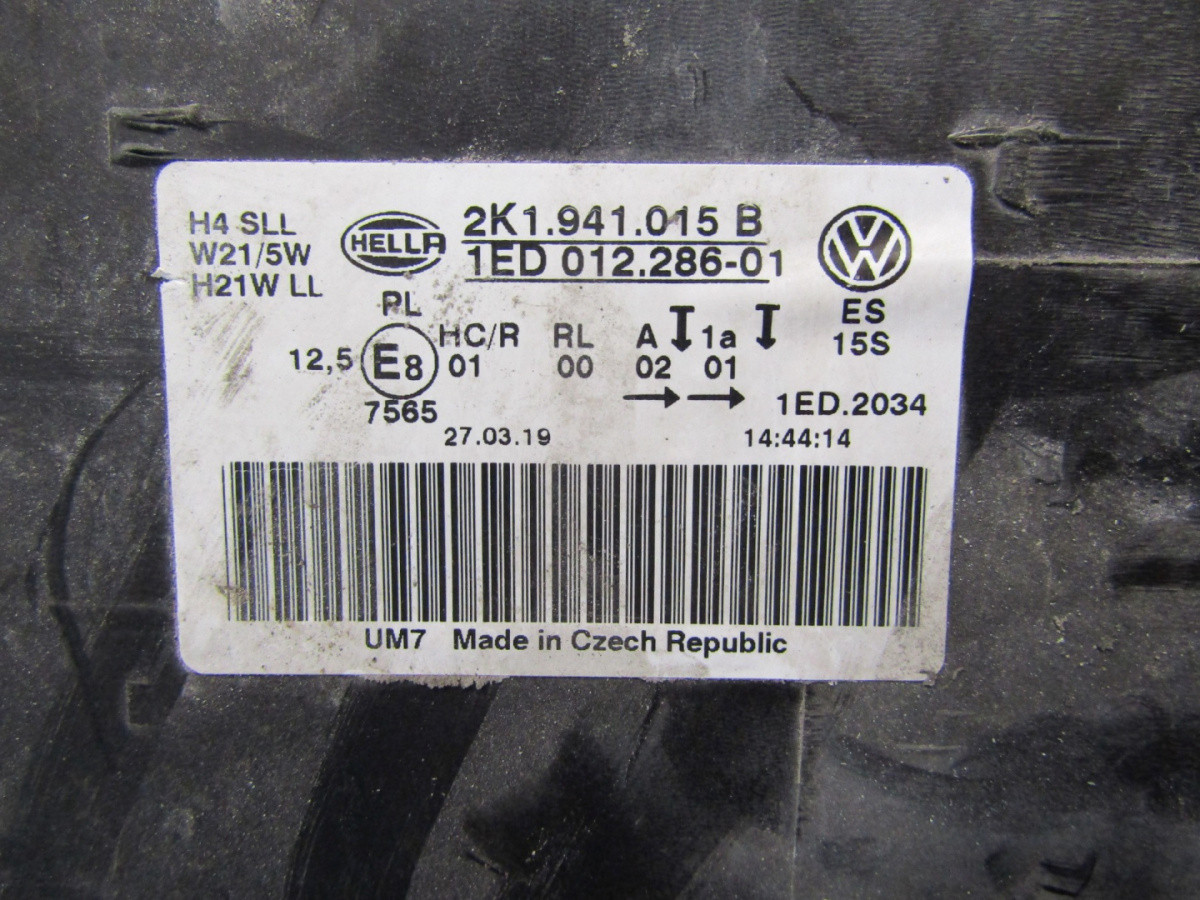 H4 SLL
W21/5W
H21W LL
HELLA
2K1.941.015 B
1ED 012.286-01
PL
ES
15S
HC/R RL A 1a
12,5 E8 01 00 02 01
7565
1ED.2034
27.03.19 14:44:14
UM7 Made in Czech Republic